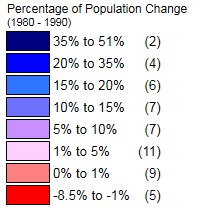 Percentage of Population Change
(1980 - 1990)
35% to 51% (2)
20% to 35% (4)
15% to 20% (6)
10% to 15% (7)
5% to 10% (7)
1% to 5% (11)
0% to 1% (9)
-8.5% to -1% (5)